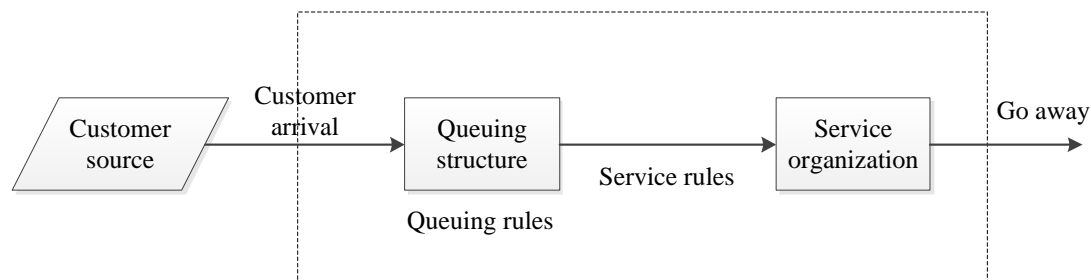 Customer
source
Customer
arrival
Queuing
structure
Queuing rules
Service rules
Service
organization
Go away